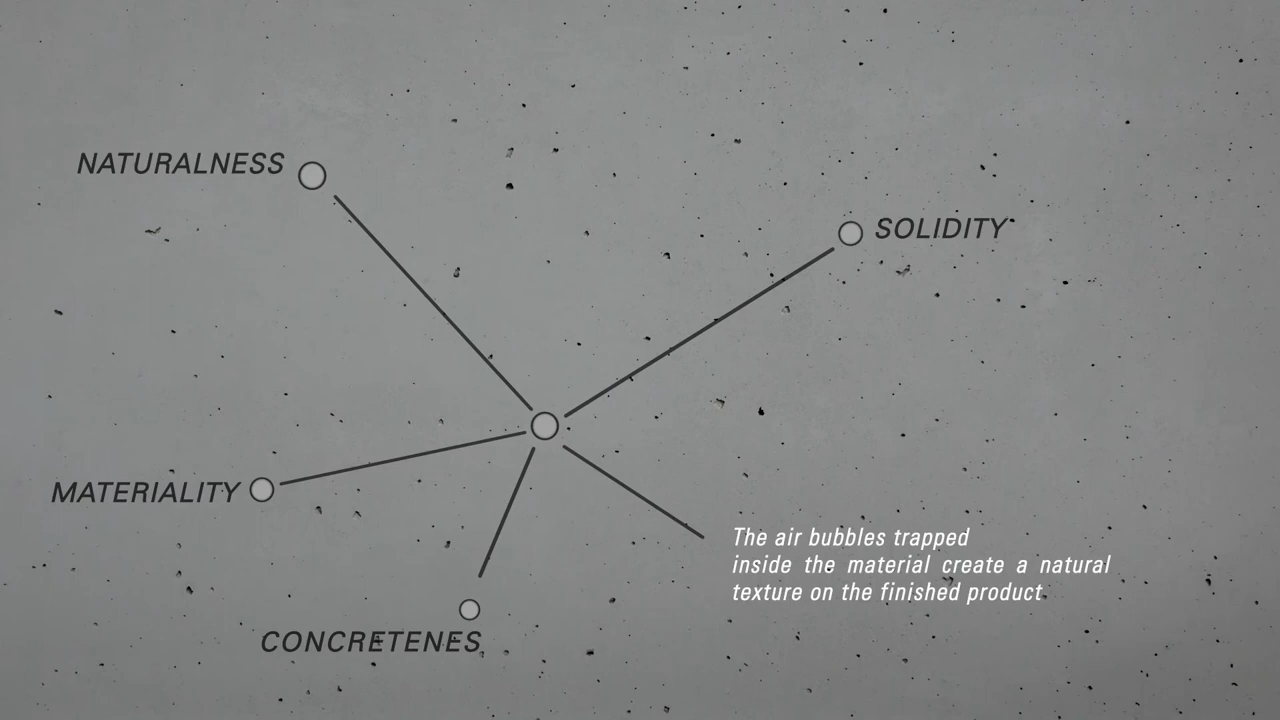 NATURALNESS
SOLIDITY
MATERIALITY
The air bubbles trapped
inside the material create a natural
texture on the finished product
CONCRETENES